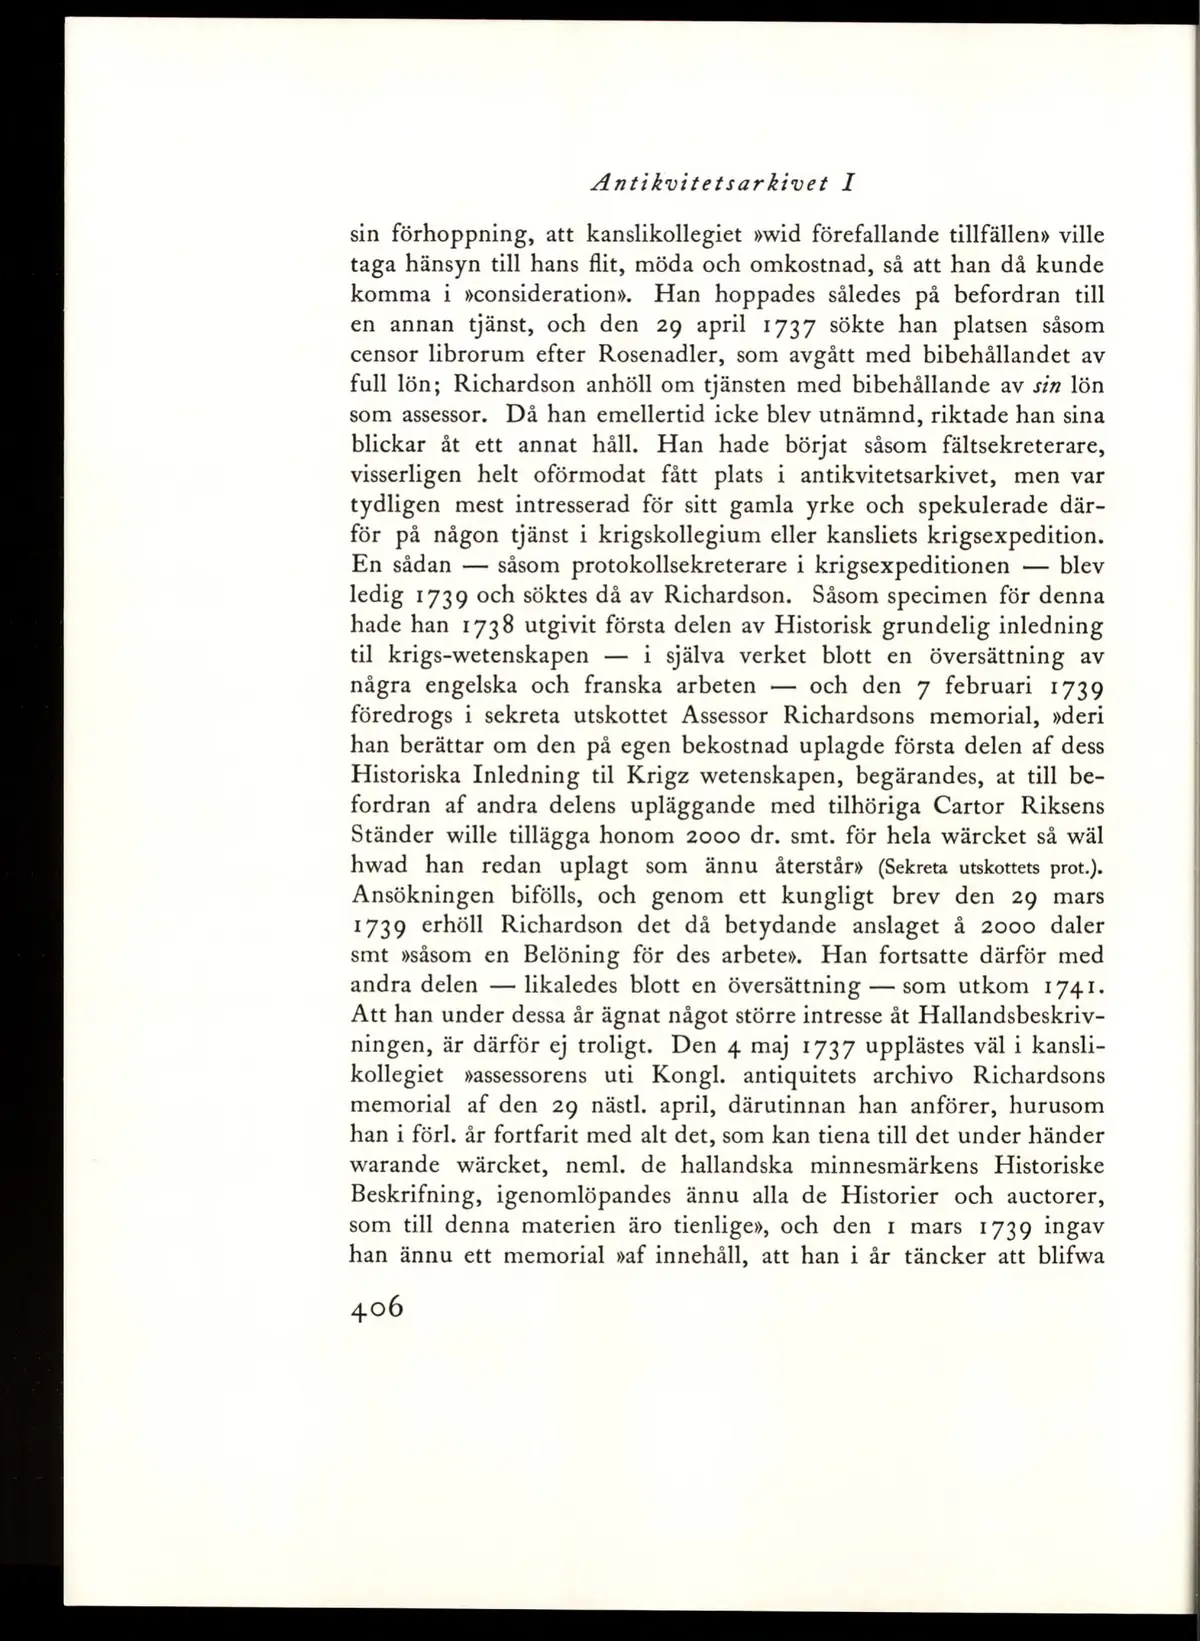 Antikvitetsarkivet I
sin förhoppning, att kanslikollegiet »wid förefallande tillfällen» ville
taga hänsyn till hans flit, möda och omkostnad, så att han då kunde
komma i »consideration». Han hoppades således på befordran till
en annan tjänst, och den 29 april 1737 sökte han platsen såsom
censor librorum efter Rosenadler, som avgått med bibehållandet av
full lön; Richardson anhöll om tjänsten med bibehållande av sin lön
som assessor. Då han emellertid icke blev utnämnd, riktade han sina
blickar åt ett annat håll. Han hade börjat såsom fältsekreterare,
visserligen helt oförmodat fått plats i antikvitetsarkivet, men var
tydligen mest intresserad för sitt gamla yrke och spekulerade där-
för på någon tjänst i krigskollegium eller kansliets krigsexpedition.
En sådan — såsom protokollsekreterare i krigsexpeditionen — blev
ledig 1739 och söktes då av Richardson. Såsom specimen för denna
hade han 1738 utgivit första delen av Historisk grundelig inledning
til krigs-wetenskapen — i själva verket blott en översättning av
några engelska och franska arbeten — och den 7 februari 1739
föredrogs i sekreta utskottet Assessor Richardsons memorial, »deri
han berättar om den på egen bekostnad uplagde första delen af dess
Historiska Inledning til Krigz wetenskapen, begärandes, at till be-
fordran af andra delens upläggande med tilhöriga Cartor Riksens
Ständer wille tillägga honom 2000 dr. smt. för hela wärcket så wäl
hwad han redan uplagt som ännu återstår» (Sekreta utskottets prot.).
Ansökningen bifölls, och genom ett kungligt brev den 29 mars
1739 erhöll Richardson det då betydande anslaget å 2000 daler
smt »såsom en Belöning för des arbete». Han fortsatte därför med
andra delen — likaledes blott en översättning — som utkom 1741.
Att han under dessa år ägnat något större intresse åt Hallandsbeskriv-
ningen, är därför ej troligt. Den 4 maj 1737 upplästes väl i kansli-
kollegiet »assessorens uti Kongl. antiquitets archivo Richardsons
memorial af den 29 nästl. april, därutinnan han anförer, hurusom
han i förl. år fortfarit med alt det, som kan tiena till det under händer
warande wärcket, neml. de hallandska minnesmärkens Historiske
Beskrifning, igenomlöpandes ännu alla de Historier och auctorer,
som till denna materien äro tienlige», och den 1 mars 1739 ingav
han ännu ett memorial »af innehåll, att han i år täncker att blifwa
406